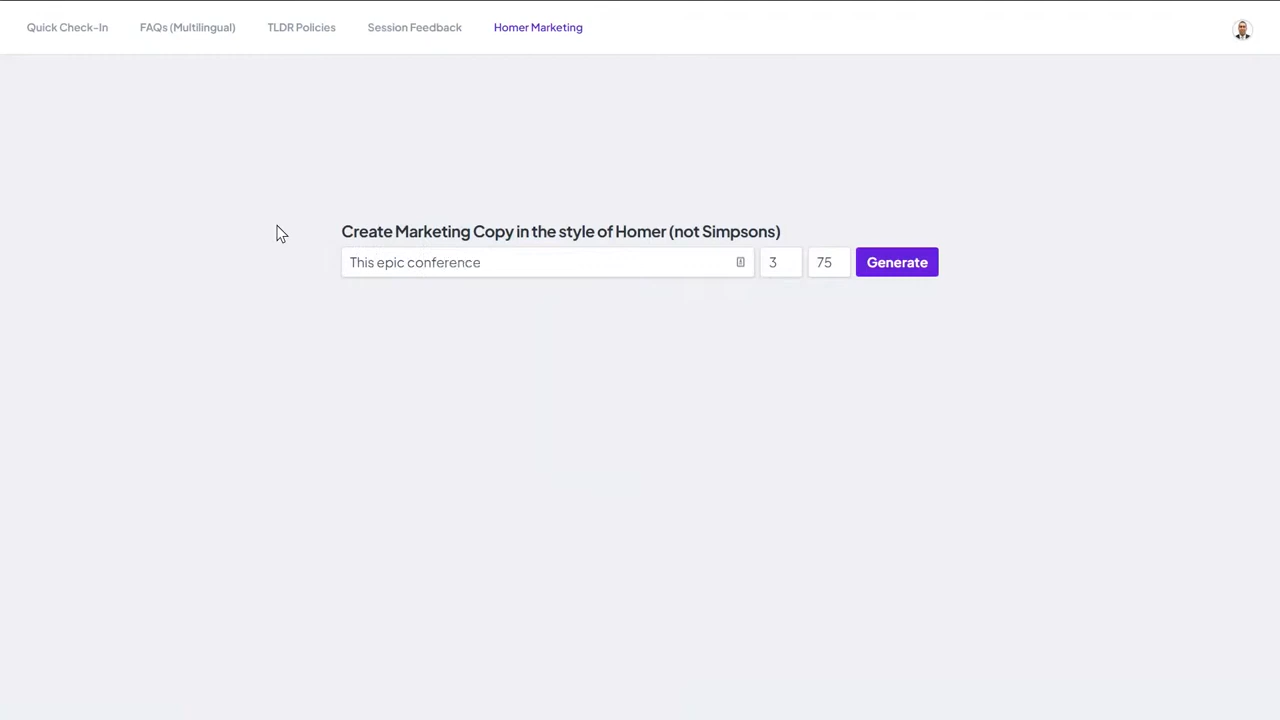 Quick Check-In FAQs (Multilingual) TLDR Policies Session Feedback Homer Marketing
Create Marketing Copy in the style of Homer (not Simpsons)
This epic conference 3 75 Generate